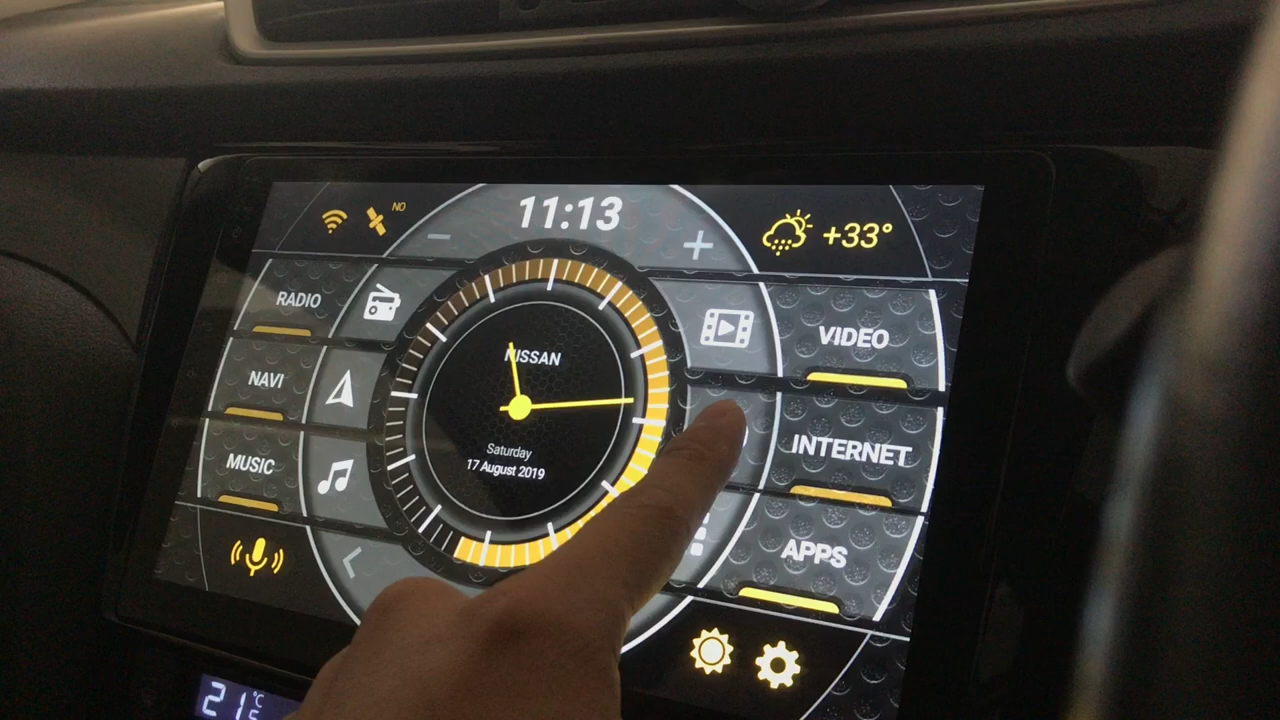 NO
11:13
+33°
RADIO
NAVI
MUSIC
NISSAN
Saturday
17 August 2019
VIDEO
INTERNET
APPS
21°C